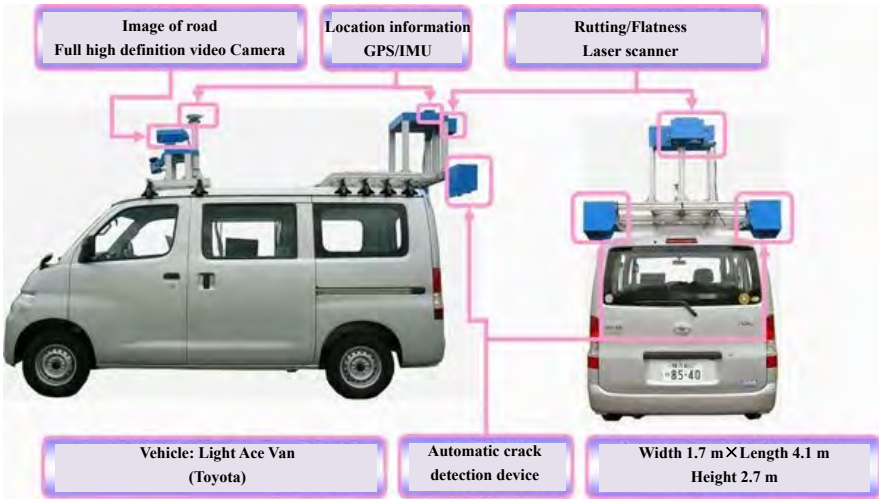 Image of road
Full high definition video Camera
Location information
GPS/IMU
Rutting/Flatness
Laser scanner
85-40
Vehicle: Light Ace Van
(Toyota)
Automatic crack
detection device
Width 1.7 m×Length 4.1 m
Height 2.7 m